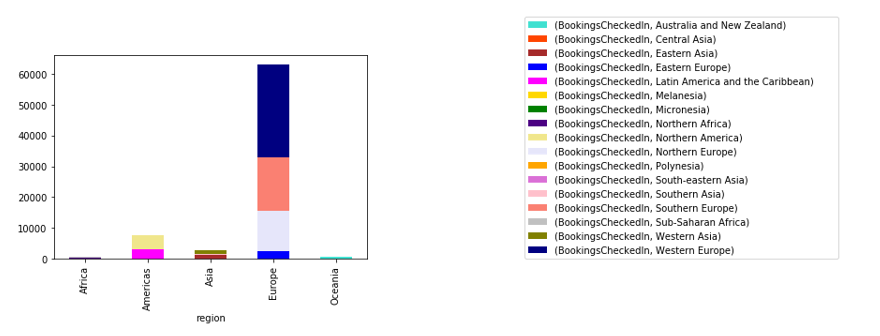 60000
50000
40000
30000
20000
10000
0
Africa
Americas
Asia
Europe
Oceania
region
(BookingsCheckedIn, Australia and New Zealand)
(BookingsCheckedIn, Central Asia)
(BookingsCheckedIn, Eastern Asia)
(BookingsCheckedIn, Eastern Europe)
(BookingsCheckedIn, Latin America and the Caribbean)
(BookingsCheckedIn, Melanesia)
(BookingsCheckedIn, Micronesia)
(BookingsCheckedIn, Northern Africa)
(BookingsCheckedIn, Northern America)
(BookingsCheckedIn, Northern Europe)
(BookingsCheckedIn, Polynesia)
(BookingsCheckedIn, South-eastern Asia)
(BookingsCheckedIn, Southern Asia)
(BookingsCheckedIn, Southern Europe)
(BookingsCheckedIn, Sub-Saharan Africa)
(BookingsCheckedIn, Western Asia)
(BookingsCheckedIn, Western Europe)